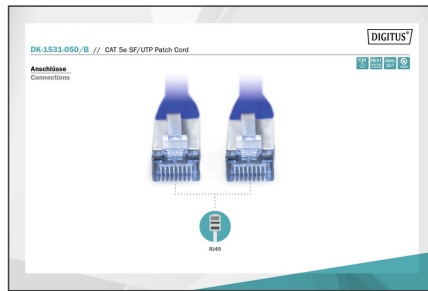 DIGITUS®
DK-1531-050/B // CAT 5e SF/UTP Patch Cord
Anschlüsse
Connections
RJ45